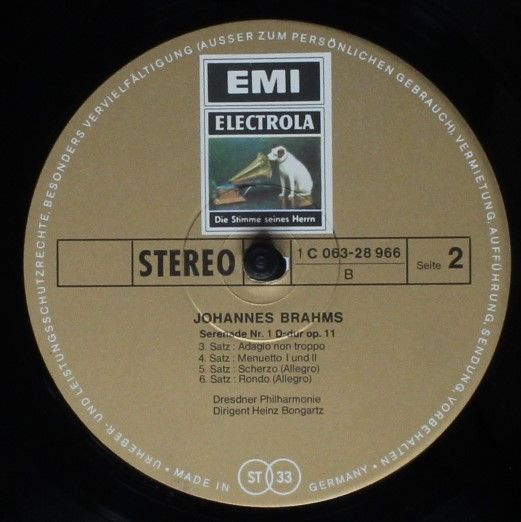 URHEBER- UND LEISTUNGSSCHUTZRECHTE, BESONDERS VERVIELFÄLTIGUNG (AUSSER ZUM PERSÖNLICHEN GEBRAUCH), VERMIETUNG, AUFFÜHRUNG, SENDUNG, VORBEHALTEN
EMI
ELECTROLA
Die Stimme seines Herrn
STEREO
1 C 063-28 966
B
Seite 2
JOHANNES BRAHMS
Serenade Nr. 1 D-dur op. 11
3. Satz : Adagio non troppo
4. Satz : Menuetto I und II
5. Satz : Scherzo (Allegro)
6. Satz : Rondo (Allegro)
Dresdner Philharmonie
Dirigent Heinz Bongartz
• MADE IN GERMANY •
ST 33